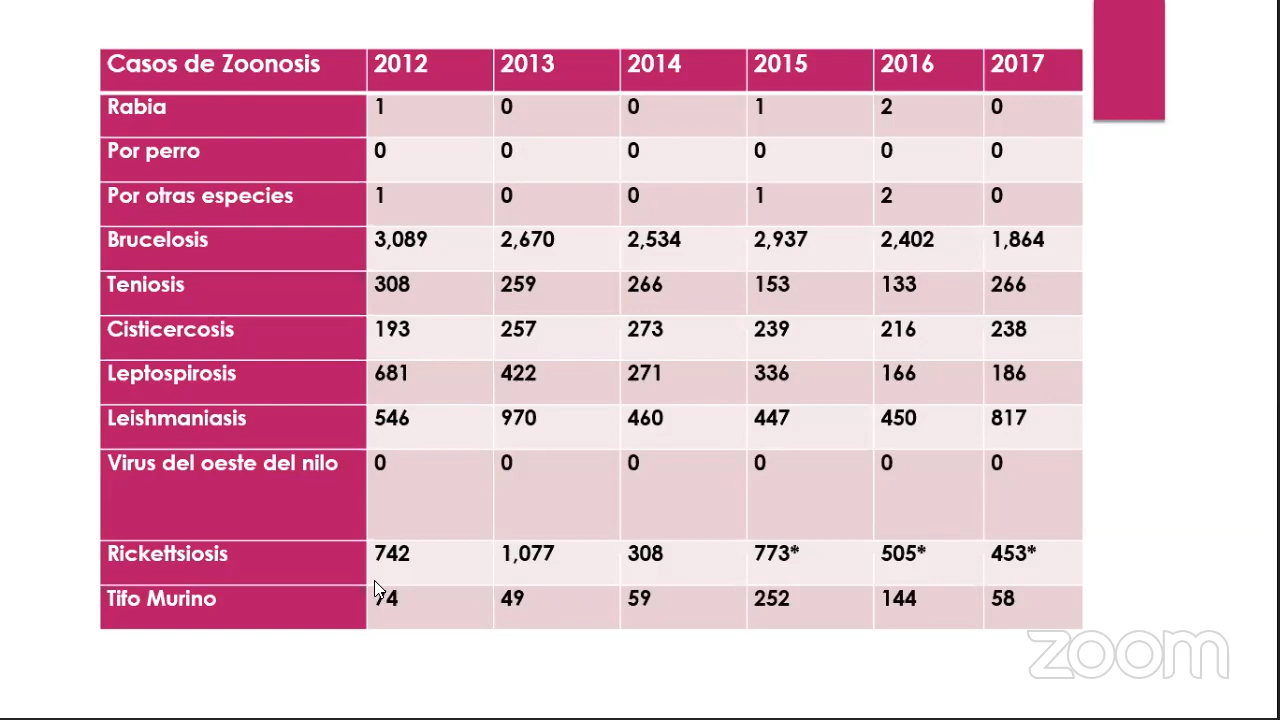 Casos de Zoonosis 2012 2013 2014 2015 2016 2017
Rabia 1 0 0 1 2 0
Por perro 0 0 0 0 0 0
Por otras especies 1 0 0 1 2 0
Brucelosis 3,089 2,670 2,534 2,937 2,402 1,864
Teniosis 308 259 266 153 133 266
Cisticercosis 193 257 273 239 216 238
Leptospirosis 681 422 271 336 166 186
Leishmaniasis 546 970 460 447 450 817
Virus del oeste del nilo 0 0 0 0 0 0
Rickettsiosis 742 1,077 308 773* 505* 453*
Tifo Murino 74 49 59 252 144 58
zoom